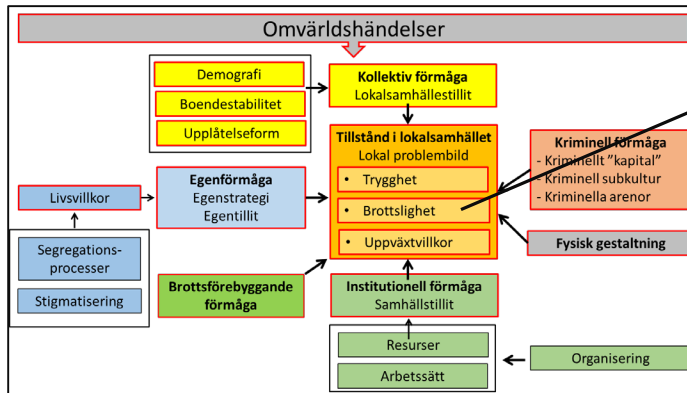 Omvärldshändelser
Demografi
Boendestabilitet
Upplåtelseform
Kollektiv förmåga
Lokalsamhällestillit
Tillstånd i lokalsamhället
Lokal problembild
• Trygghet
• Brottslighet
• Uppväxtvillkor
Kriminell förmåga
- Kriminellt ”kapital”
- Kriminell subkultur
- Kriminella arenor
Livsvillkor
Egenförmåga
Egenstrategi
Egentillit
Segregations-
processer
Stigmatisering
Fysisk gestaltning
Brottsförebyggande
förmåga
Institutionell förmåga
Samhällstillit
Resurser
Arbetssätt
Organisering